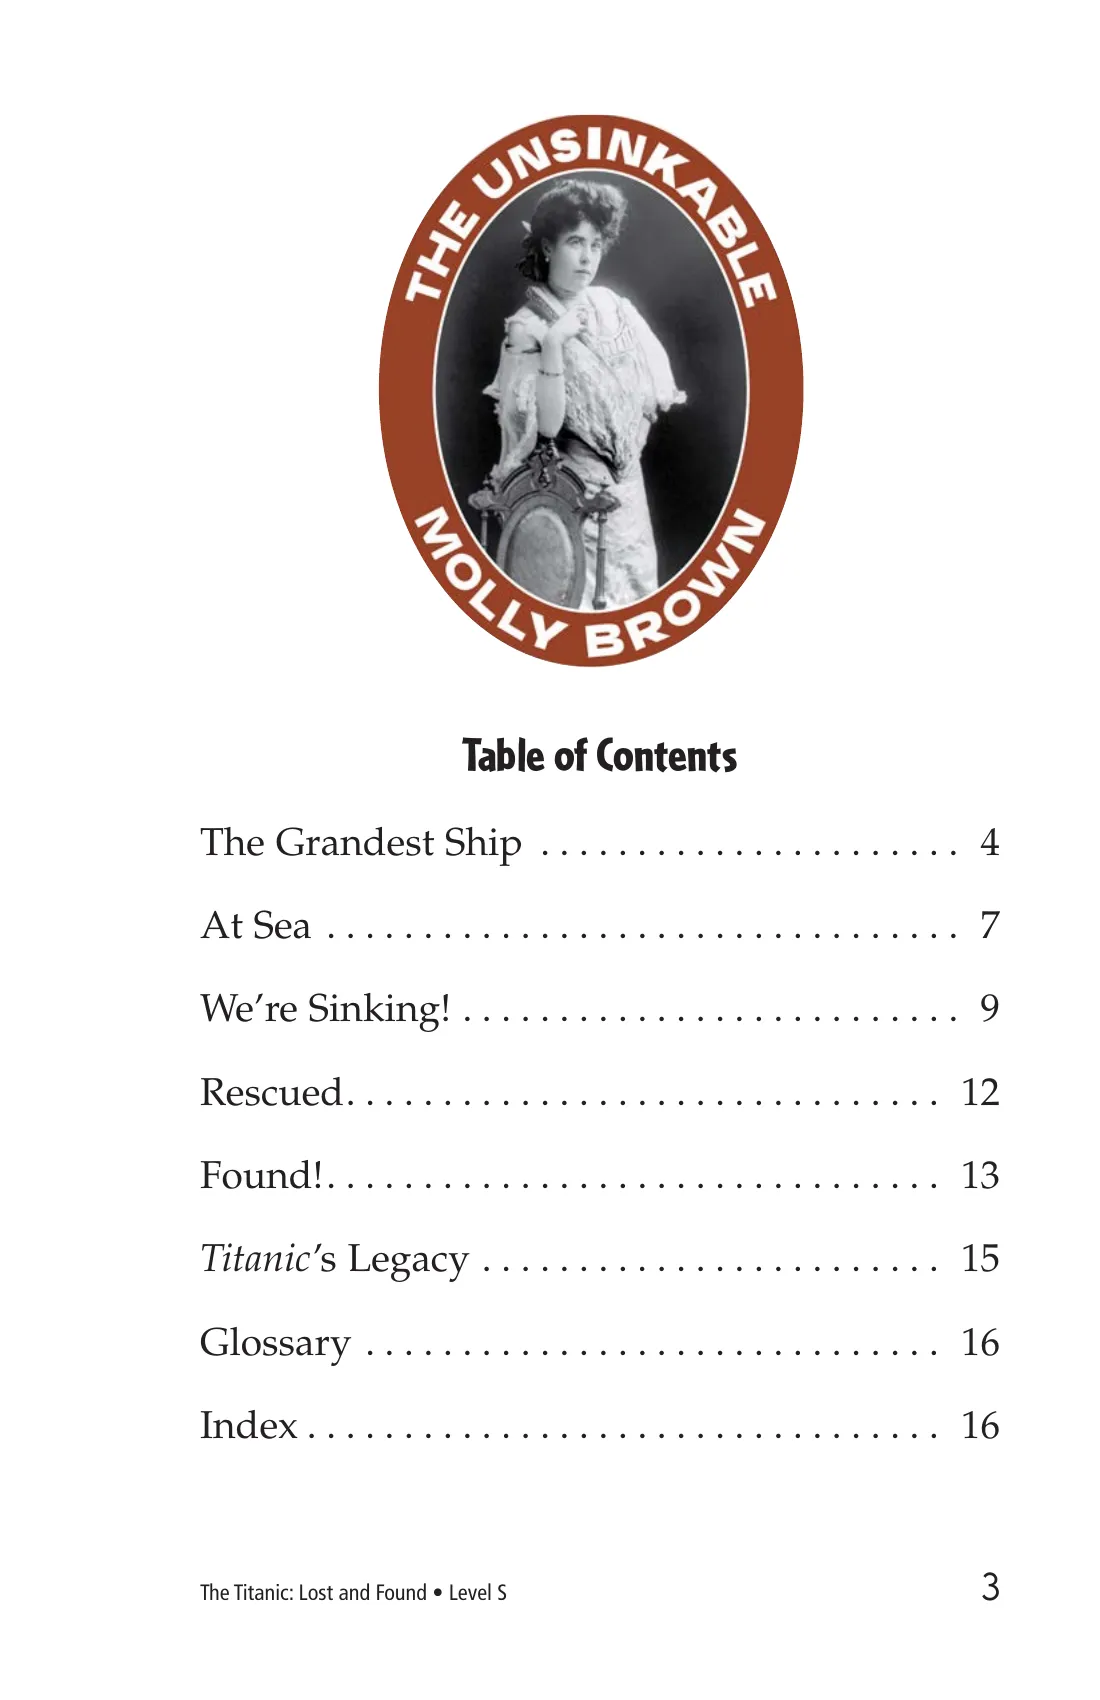 THE UNSINKABLE
MOLLY BROWN
Table of Contents
The Grandest Ship . . . . . . . . . . . . . . . . . . . . . . 4
At Sea . . . . . . . . . . . . . . . . . . . . . . . . . . . . . . . . . 7
We’re Sinking! . . . . . . . . . . . . . . . . . . . . . . . . . . 9
Rescued. . . . . . . . . . . . . . . . . . . . . . . . . . . . . . . 12
Found!. . . . . . . . . . . . . . . . . . . . . . . . . . . . . . . . 13
Titanic’s Legacy . . . . . . . . . . . . . . . . . . . . . . . . 15
Glossary . . . . . . . . . . . . . . . . . . . . . . . . . . . . . . 16
Index . . . . . . . . . . . . . . . . . . . . . . . . . . . . . . . . . 16
The Titanic: Lost and Found • Level S 3